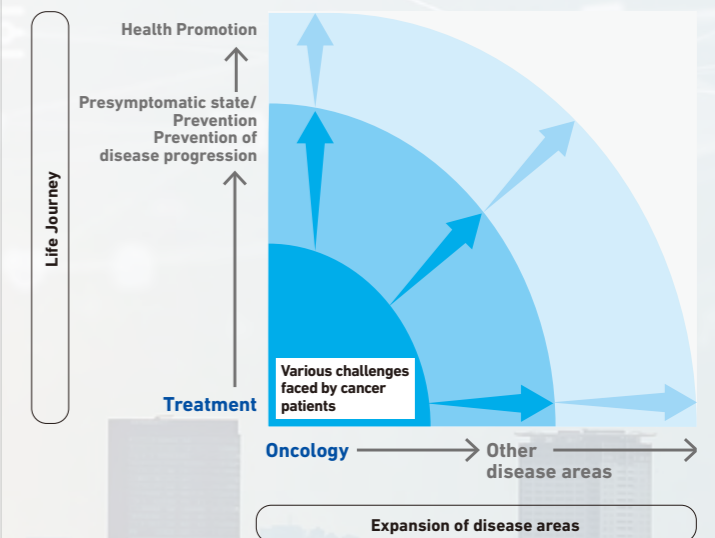 Health Promotion
Presymptomatic state/
Prevention
Prevention of
disease progression
Life Journey
Various challenges
faced by cancer
patients
Treatment
Oncology
Other
disease areas
Expansion of disease areas